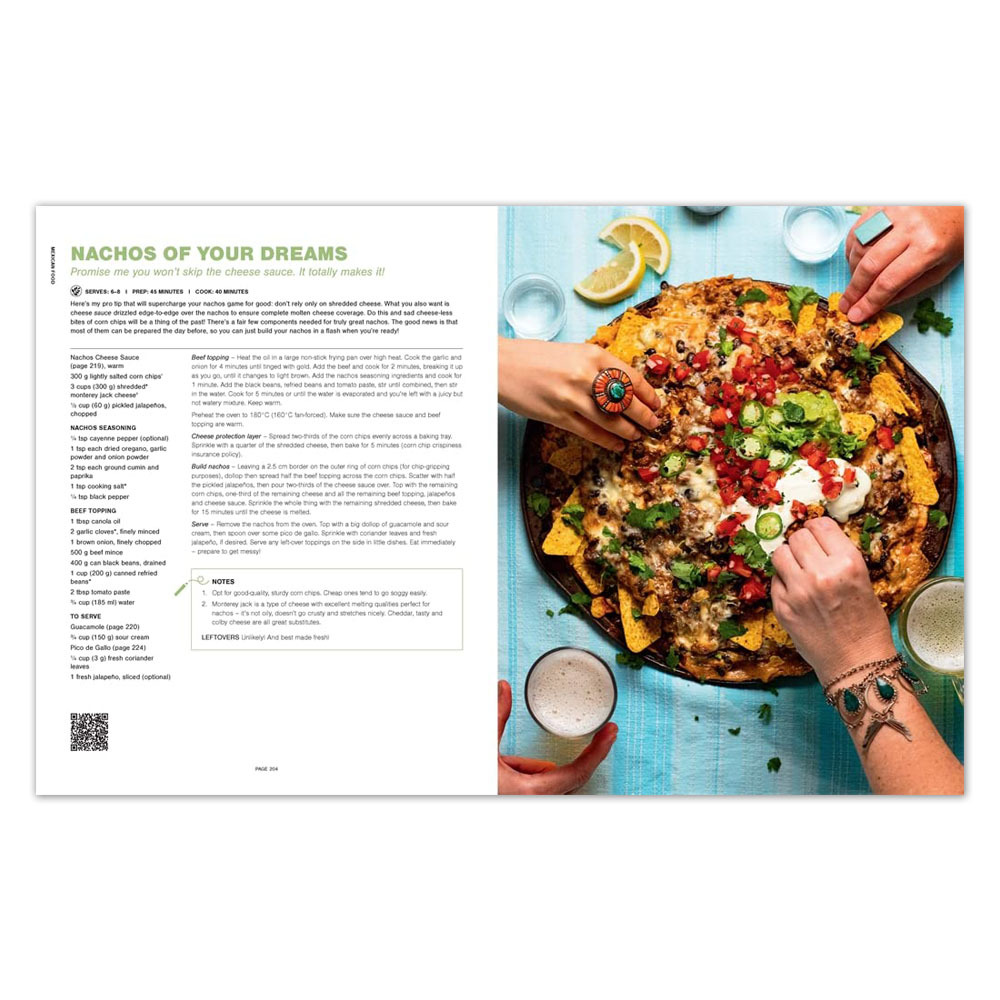 MEXICAN FOOD
NACHOS OF YOUR DREAMS
Promise me you won't skip the cheese sauce. It totally makes it!
SERVES: 6–8 I PREP: 45 MINUTES I COOK: 40 MINUTES
Here's my pro tip that will supercharge your nachos game for good: don't rely only on shredded cheese. What you also want is
cheese sauce drizzled edge-to-edge over the nachos to ensure complete molten cheese coverage. Do this and sad cheese-less
bites of corn chips will be a thing of the past! There's a fair few components needed for truly great nachos. The good news is that
most of them can be prepared the day before, so you can just build your nachos in a flash when you're ready!
Nachos Cheese Sauce
(page 219), warm
300 g lightly salted corn chips¹
3 cups (300 g) shredded*
monterey jack cheese²
⅓ cup (60 g) pickled jalapeños,
chopped
NACHOS SEASONING
¼ tsp cayenne pepper (optional)
1 tsp each dried oregano, garlic
powder and onion powder
2 tsp each ground cumin and
paprika
1 tsp cooking salt*
¼ tsp black pepper
BEEF TOPPING
1 tbsp canola oil
2 garlic cloves*, finely minced
1 brown onion, finely chopped
500 g beef mince
400 g can black beans, drained
1 cup (200 g) canned refried
beans*
2 tbsp tomato paste
¾ cup (185 ml) water
TO SERVE
Guacamole (page 220)
¾ cup (150 g) sour cream
Pico de Gallo (page 224)
¼ cup (3 g) fresh coriander
leaves
1 fresh jalapeño, sliced (optional)
Beef topping – Heat the oil in a large non-stick frying pan over high heat. Cook the garlic and
onion for 4 minutes until tinged with gold. Add the beef and cook for 2 minutes, breaking it up
as you go, until it changes to light brown. Add the nachos seasoning ingredients and cook for
1 minute. Add the black beans, refried beans and tomato paste, stir until combined, then stir
in the water. Cook for 5 minutes or until the water is evaporated and you're left with a juicy but
not watery mixture. Keep warm.
Preheat the oven to 180°C (160°C fan-forced). Make sure the cheese sauce and beef
topping are warm.
Cheese protection layer – Spread two-thirds of the corn chips evenly across a baking tray.
Sprinkle with a quarter of the shredded cheese, then bake for 5 minutes (corn chip crispiness
insurance policy).
Build nachos – Leaving a 2.5 cm border on the outer ring of corn chips (for chip-gripping
purposes), dollop then spread half the beef topping across the corn chips. Scatter with half
the pickled jalapeños, then pour two-thirds of the cheese sauce over. Top with the remaining
corn chips, one-third of the remaining cheese and all the remaining beef topping, jalapeños
and cheese sauce. Sprinkle the whole thing with the remaining shredded cheese, then bake
for 15 minutes until the cheese is melted.
Serve – Remove the nachos from the oven. Top with a big dollop of guacamole and sour
cream, then spoon over some pico de gallo. Sprinkle with coriander leaves and fresh
jalapeño, if desired. Serve any left-over toppings on the side in little dishes. Eat immediately
– prepare to get messy!
NOTES
1. Opt for good-quality, sturdy corn chips. Cheap ones tend to go soggy easily.
2. Monterey jack is a type of cheese with excellent melting qualities perfect for
nachos – it's not oily, doesn't go crusty and stretches nicely. Cheddar, tasty and
colby cheese are all great substitutes.
LEFTOVERS Unlikely! And best made fresh!
PAGE 204